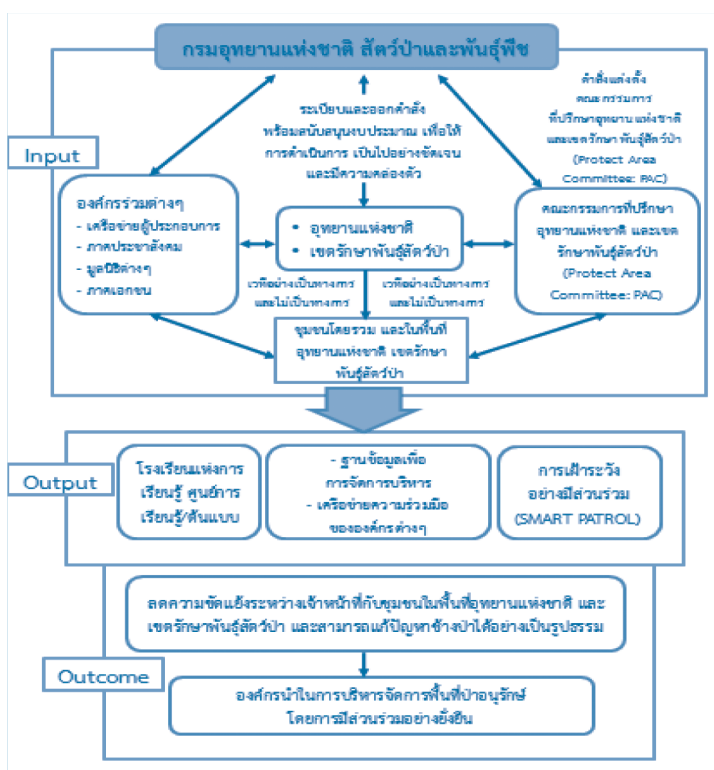 กรมอุทยานแห่งชาติ สัตว์ป่าและพันธุ์พืช
Input
ระเบียบและออกคำสั่ง
พร้อมสนับสนุนงบประมาณ เพื่อให้
การดำเนินการ เป็นไปอย่างชัดเจน
และมีความคล่องตัว
คำสั่งแต่งตั้ง
คณะกรรมการ
ที่ปรึกษาอุทยานแห่งชาติ
และเขตรักษาพันธุ์สัตว์ป่า
(Protect Area
Committee: PAC)
องค์กรร่วมต่างๆ
- เครือข่ายผู้ประกอบการ
- ภาคประชาสังคม
- มูลนิธิต่างๆ
- ภาคเอกชน
• อุทยานแห่งชาติ
• เขตรักษาพันธุ์สัตว์ป่า
คณะกรรมการที่ปรึกษา
อุทยานแห่งชาติ และเขต
รักษาพันธุ์สัตว์ป่า
(Protect Area
Committee: PAC)
เวทีอย่างเป็นทางการ
และไม่เป็นทางการ
เวทีอย่างเป็นทางการ
และไม่เป็นทางการ
ชุมชนโดยรวม และในพื้นที่
อุทยานแห่งชาติ เขตรักษา
พันธุ์สัตว์ป่า
Output
โรงเรียนแห่งการ
เรียนรู้ ศูนย์การ
เรียนรู้/ต้นแบบ
- ฐานข้อมูลเพื่อ
การจัดการบริหาร
- เครือข่ายความร่วมมือ
ขององค์กรต่างๆ
การเฝ้าระวัง
อย่างมีส่วนร่วม
(SMART PATROL)
Outcome
ลดความขัดแย้งระหว่างเจ้าหน้าที่กับชุมชนในพื้นที่อุทยานแห่งชาติ และ
เขตรักษาพันธุ์สัตว์ป่า และสามารถแก้ปัญหาช้างป่าได้อย่างเป็นรูปธรรม
องค์กรนำในการบริหารจัดการพื้นที่ป่าอนุรักษ์
โดยการมีส่วนร่วมอย่างยั่งยืน